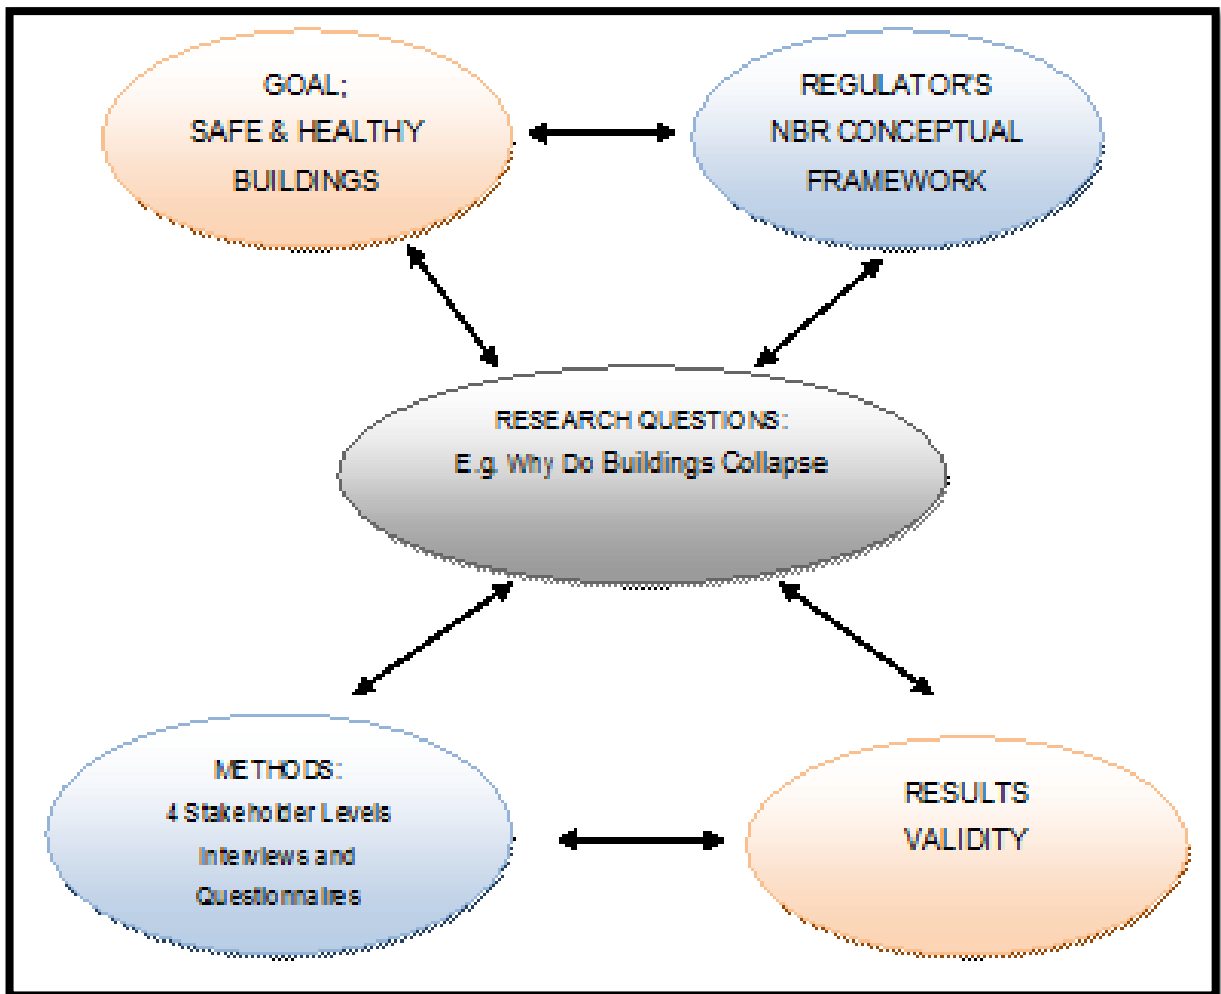 GOAL;
SAFE & HEALTHY
BUILDINGS
REGULATOR'S
NBR CONCEPTUAL
FRAMEWORK
RESEARCH QUESTIONS:
E.g. Why Do Buildings Collapse
METHODS:
4 Stakeholder Levels
Interviews and
Questionnaires
RESULTS
VALIDITY